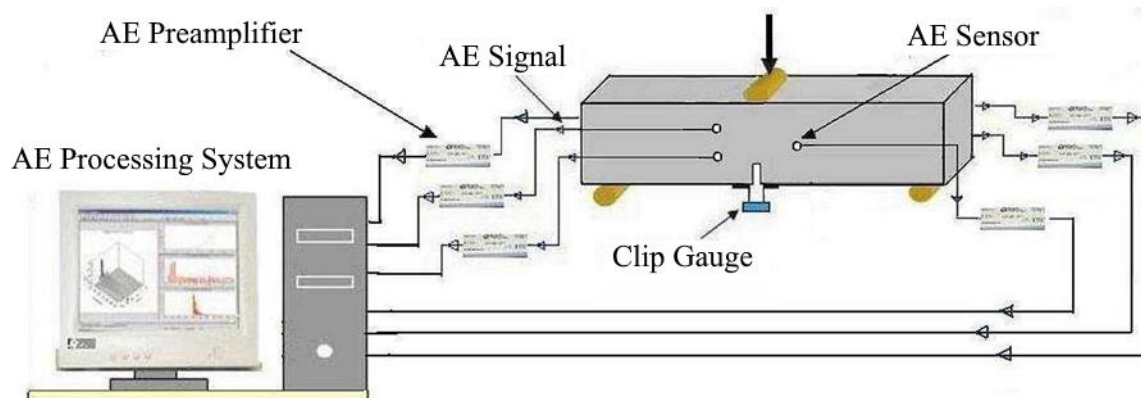 AE Preamplifier
AE Signal
AE Sensor
AE Processing System
Clip Gauge